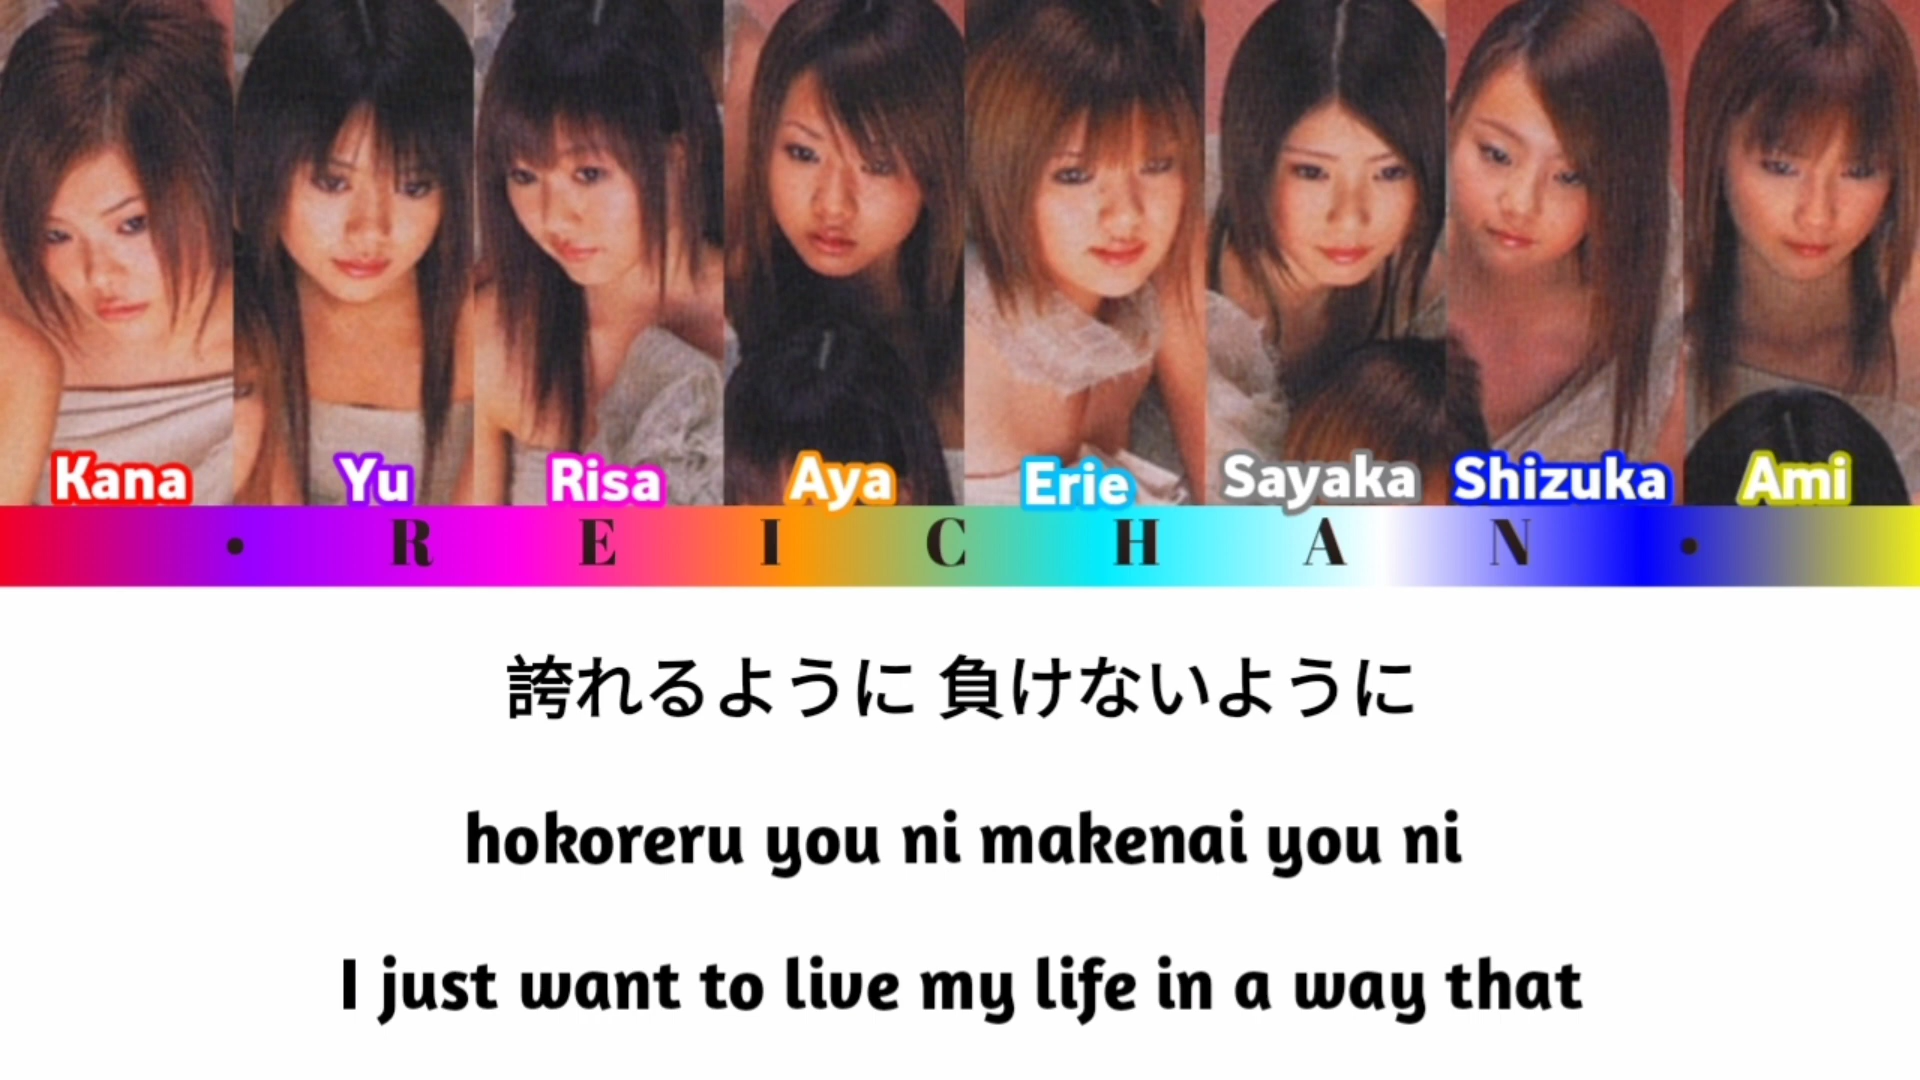 Kana Yu Risa Aya Erie Sayaka Shizuka Ami
• R E I C H A N •
誇れるように 負けないように
hokoreru you ni makenai you ni
I just want to live my life in a way that